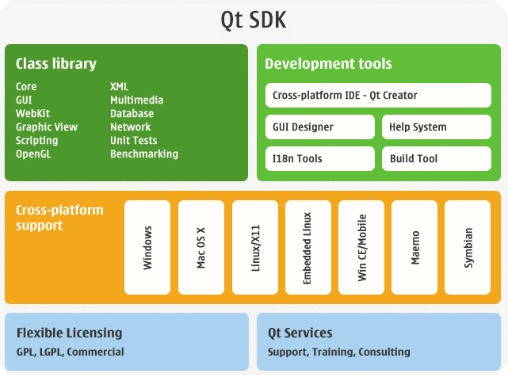 Qt SDK
Class library
Core
GUI
WebKit
Graphic View
Scripting
OpenGL
XML
Multimedia
Database
Network
Unit Tests
Benchmarking
Development tools
Cross-platform IDE - Qt Creator
GUI Designer
Help System
I18n Tools
Build Tool
Cross-platform
support
Windows
Mac OS X
Linux/X11
Embedded Linux
Win CE/Mobile
Maemo
Symbian
Flexible Licensing
GPL, LGPL, Commercial
Qt Services
Support, Training, Consulting